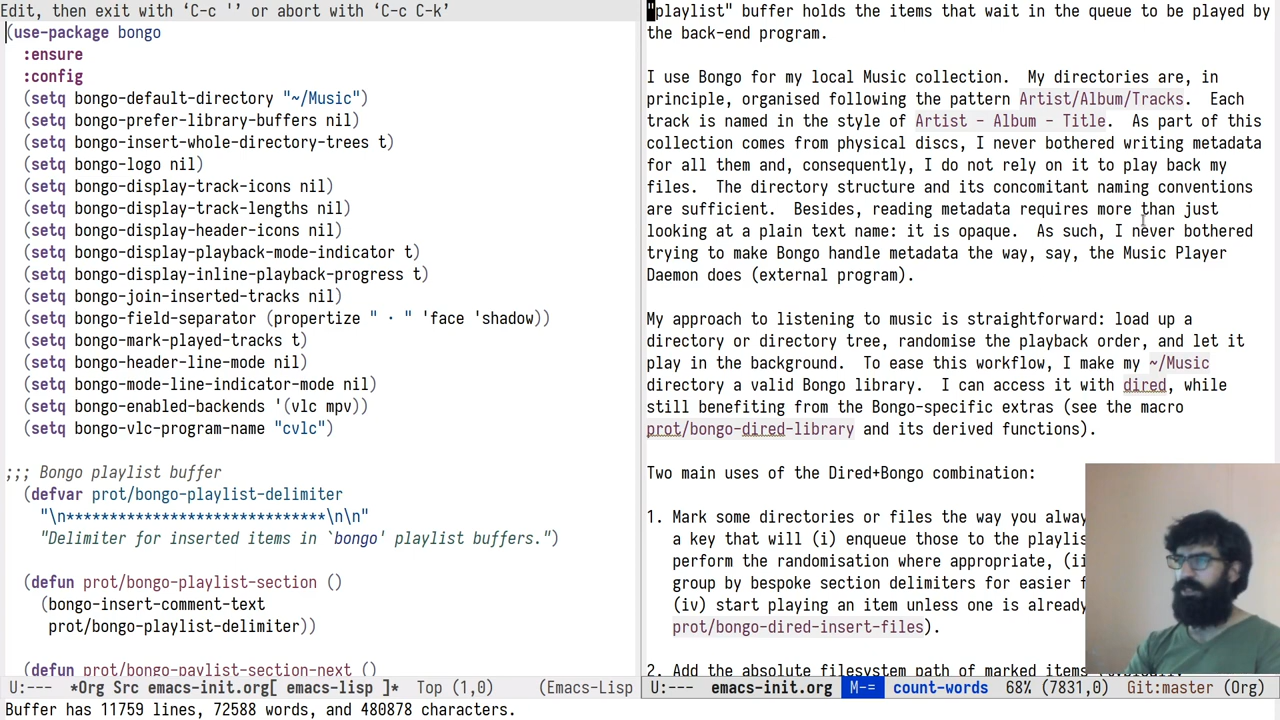 Edit, then exit with ‘C-c '’ or abort with ‘C-c C-k’
(use-package bongo
:ensure
:config
(setq bongo-default-directory "~/Music")
(setq bongo-prefer-library-buffers nil)
(setq bongo-insert-whole-directory-trees t)
(setq bongo-logo nil)
(setq bongo-display-track-icons nil)
(setq bongo-display-track-lengths nil)
(setq bongo-display-header-icons nil)
(setq bongo-display-playback-mode-indicator t)
(setq bongo-display-inline-playback-progress t)
(setq bongo-join-inserted-tracks nil)
(setq bongo-field-separator (propertize " · " 'face 'shadow))
(setq bongo-mark-played-tracks t)
(setq bongo-header-line-mode nil)
(setq bongo-mode-line-indicator-mode nil)
(setq bongo-enabled-backends '(vlc mpv))
(setq bongo-vlc-program-name "cvlc")
;;; Bongo playlist buffer
(defvar prot/bongo-playlist-delimiter
"\n******************************\n\n"
"Delimiter for inserted items in `bongo' playlist buffers.")
(defun prot/bongo-playlist-section ()
(bongo-insert-comment-text
prot/bongo-playlist-delimiter))
(defun prot/bongo-paylist-section-next ()
U:--- *Org Src emacs-init.org[ emacs-lisp ]* Top (1,0) (Emacs-Lisp
Buffer has 11759 lines, 72588 words, and 480878 characters.
"playlist" buffer holds the items that wait in the queue to be played by
the back-end program.
I use Bongo for my local Music collection. My directories are, in
principle, organised following the pattern Artist/Album/Tracks. Each
track is named in the style of Artist - Album - Title. As part of this
collection comes from physical discs, I never bothered writing metadata
for all them and, consequently, I do not rely on it to play back my
files. The directory structure and its concomitant naming conventions
are sufficient. Besides, reading metadata requires more than just
looking at a plain text name: it is opaque. As such, I never bothered
trying to make Bongo handle metadata the way, say, the Music Player
Daemon does (external program).
My approach to listening to music is straightforward: load up a
directory or directory tree, randomise the playback order, and let it
play in the background. To ease this workflow, I make my ~/Music
directory a valid Bongo library. I can access it with dired, while
still benefiting from the Bongo-specific extras (see the macro
prot/bongo-dired-library and its derived functions).
Two main uses of the Dired+Bongo combination:
1. Mark some directories or files the way you alway
a key that will (i) enqueue those to the playlis
perform the randomisation where appropriate, (ii
group by bespoke section delimiters for easier f
(iv) start playing an item unless one is already
prot/bongo-dired-insert-files).
2. Add the absolute filesystem path of marked items
U:--- emacs-init.org M-= count-words 68% (7831,0) Git:master (Org)